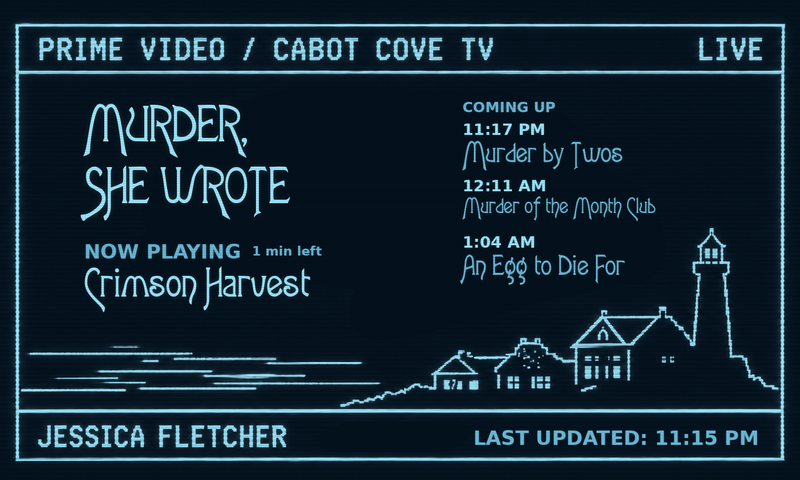 PRIME VIDEO / CABOT COVE TV
LIVE
MURDER,
SHE WROTE
NOW PLAYING 1 min left
Crimson Harvest
COMING UP
11:17 PM
Murder by Twos
12:11 AM
Murder of the Month Club
1:04 AM
An Egg to Die For
JESSICA FLETCHER
LAST UPDATED: 11:15 PM